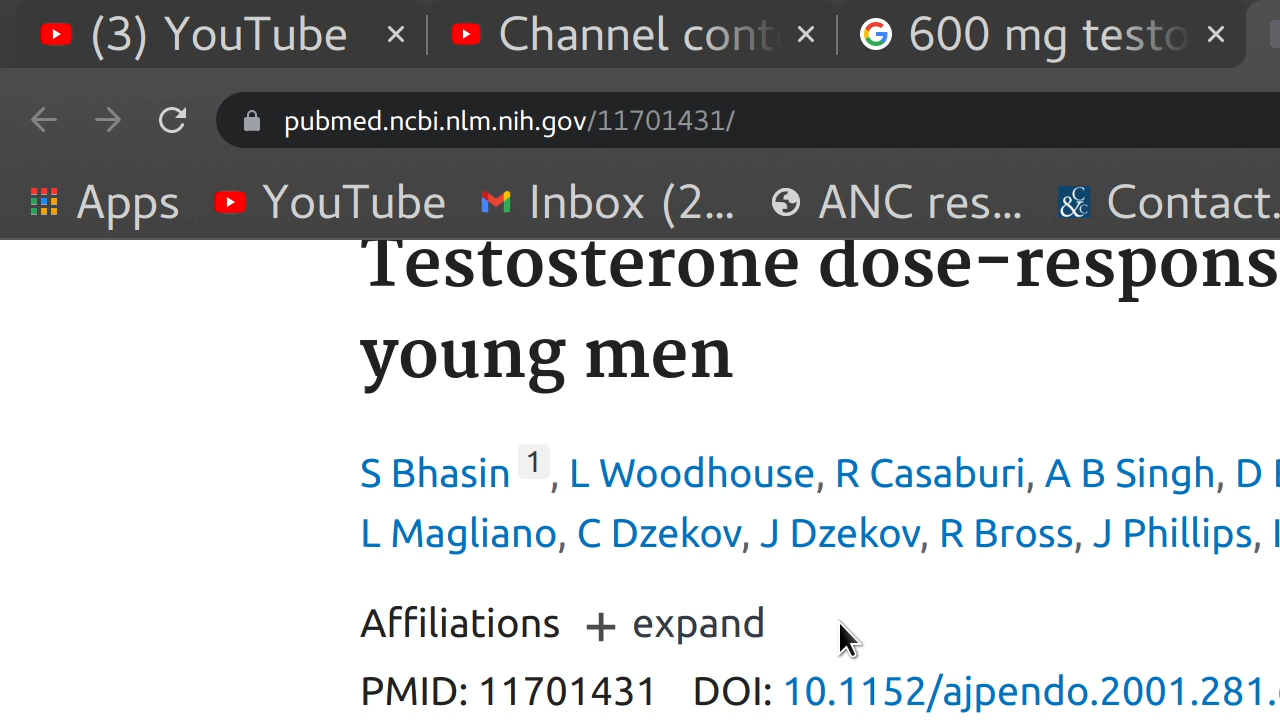 (3) YouTube Channel cont 600 mg testo
pubmed.ncbi.nlm.nih.gov/11701431/
Apps YouTube Inbox (2... ANC res... Contact.
Testosterone dose-respons
young men
S Bhasin 1, L Woodhouse, R Casaburi, A B Singh, D
L Magliano, C Dzekov, J Dzekov, R Bross, J Phillips,
Affiliations + expand
PMID: 11701431 DOI: 10.1152/ajpendo.2001.281.